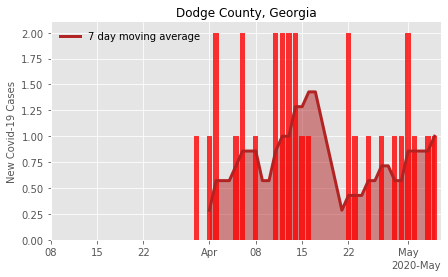 Dodge County, Georgia
7 day moving average
New Covid-19 Cases
2.00
1.75
1.50
1.25
1.00
0.75
0.50
0.25
0.00
08 15 22 Apr 08 15 22 May
2020-May